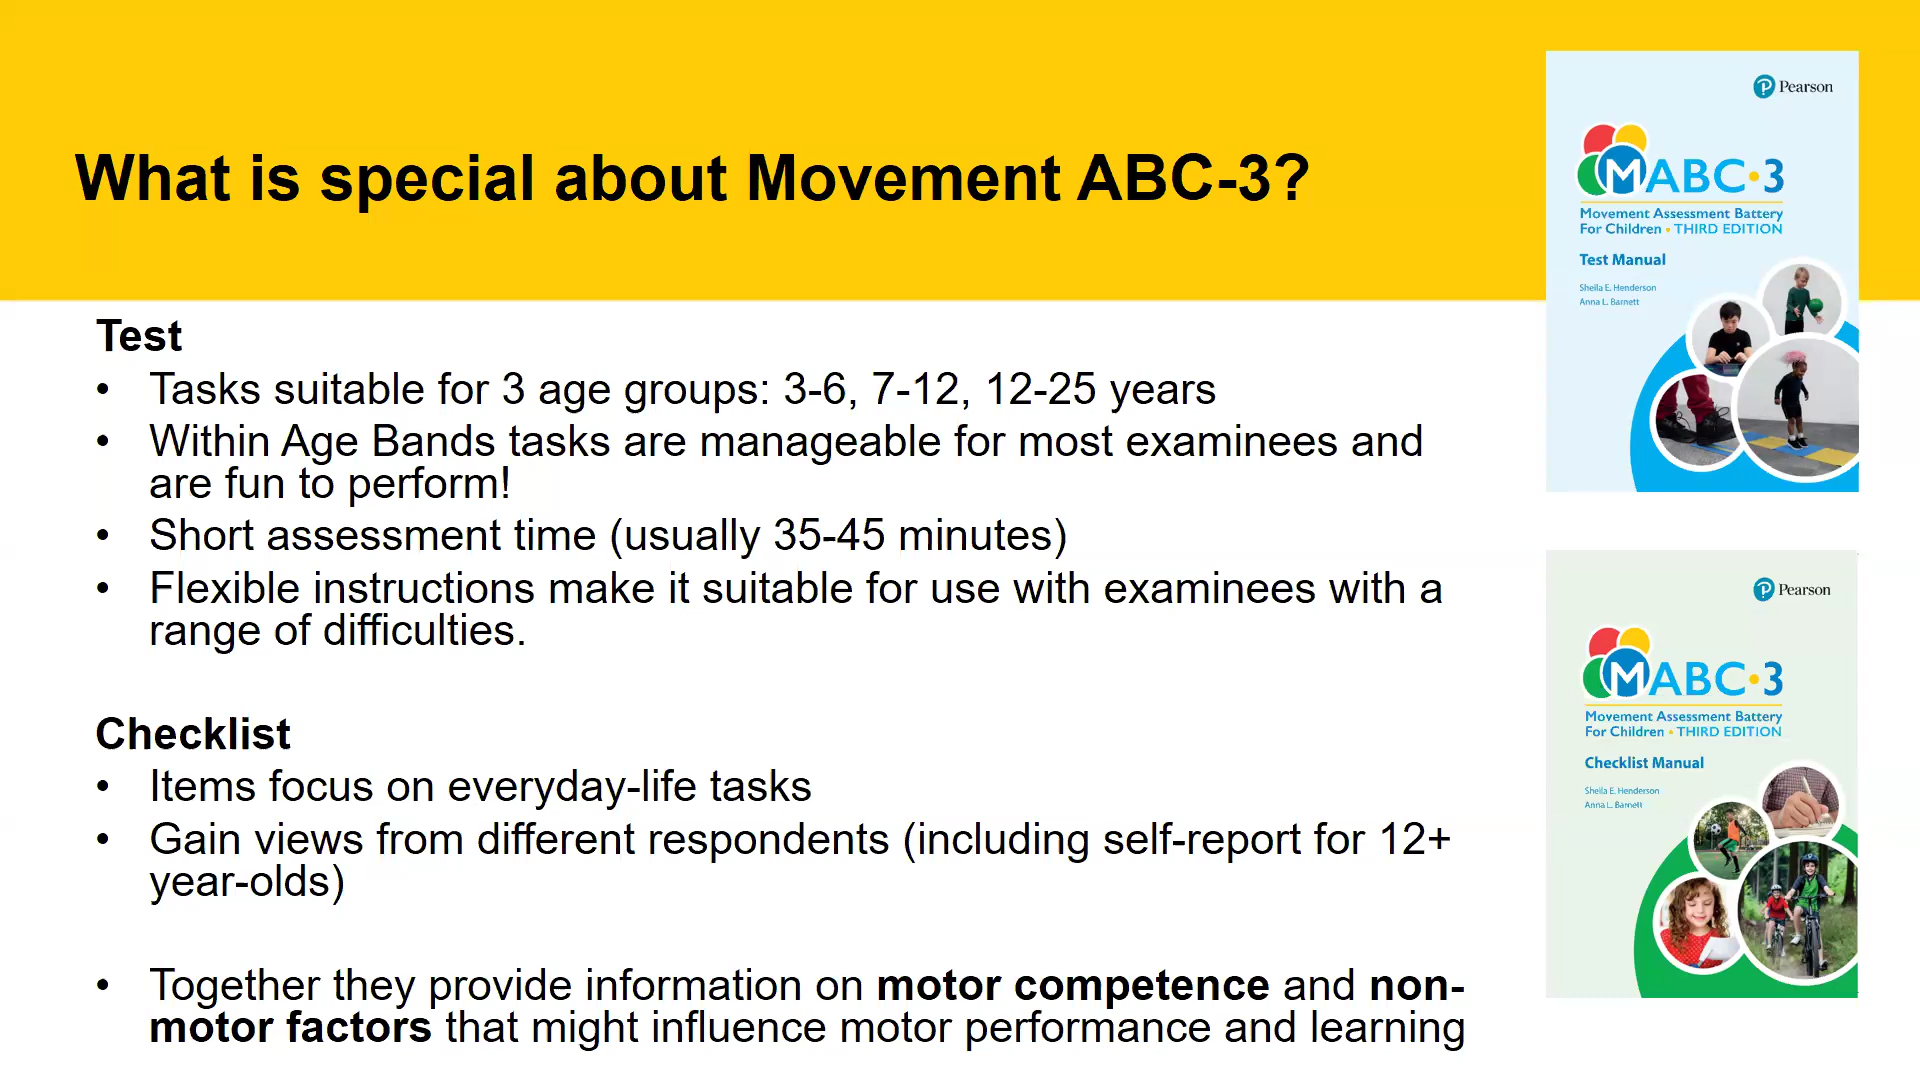 What is special about Movement ABC-3?
Test
• Tasks suitable for 3 age groups: 3-6, 7-12, 12-25 years
• Within Age Bands tasks are manageable for most examinees and
are fun to perform!
• Short assessment time (usually 35-45 minutes)
• Flexible instructions make it suitable for use with examinees with a
range of difficulties.
Checklist
• Items focus on everyday-life tasks
• Gain views from different respondents (including self-report for 12+
year-olds)
• Together they provide information on motor competence and non-
motor factors that might influence motor performance and learning
Pearson
MABC•3
Movement Assessment Battery
For Children • THIRD EDITION
Test Manual
Sheila E. Henderson
Anna L. Barnett
Pearson
MABC•3
Movement Assessment Battery
For Children • THIRD EDITION
Checklist Manual
Sheila E. Henderson
Anna L. Barnett